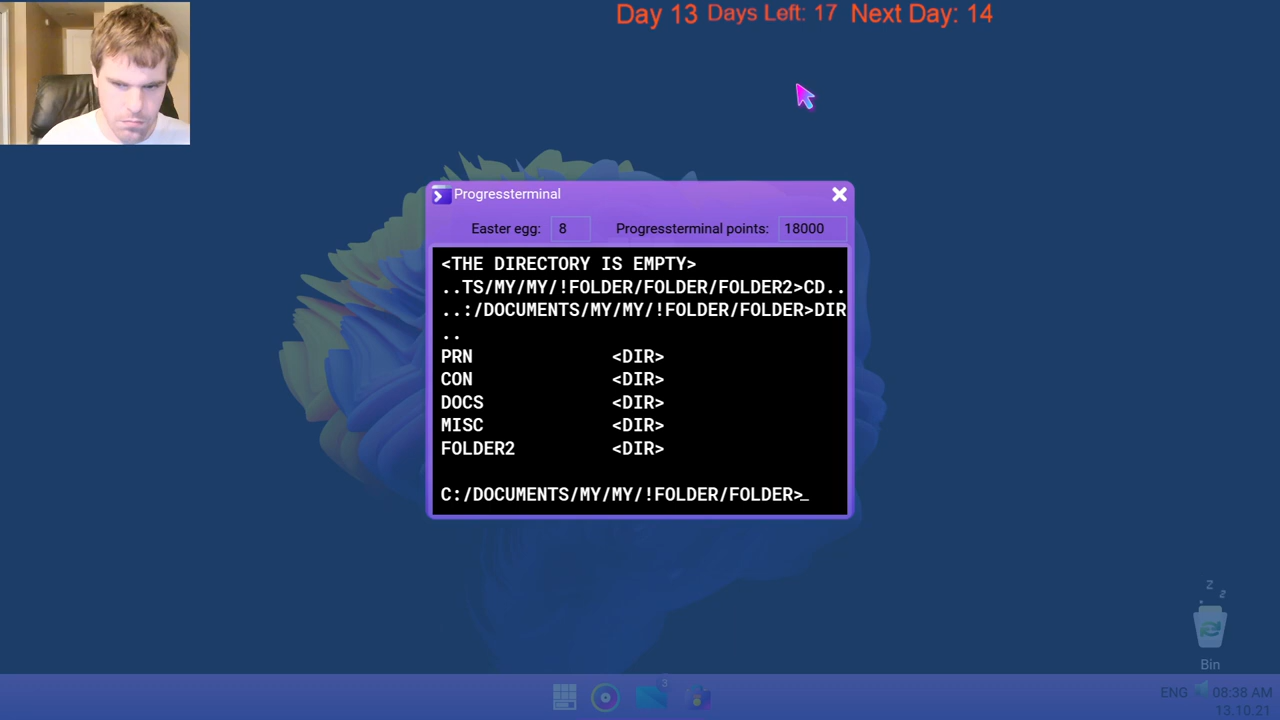 Day 13 Days Left: 17 Next Day: 14
Progressterminal
Easter egg: 8 Progressterminal points: 18000
<THE DIRECTORY IS EMPTY>
..TS/MY/MY/!FOLDER/FOLDER/FOLDER2>CD..
..:/DOCUMENTS/MY/MY/!FOLDER/FOLDER>DIR
..
PRN <DIR>
CON <DIR>
DOCS <DIR>
MISC <DIR>
FOLDER2 <DIR>
C:/DOCUMENTS/MY/MY/!FOLDER/FOLDER>_
Z z
Bin
3
ENG 08:38 AM
13.10.21